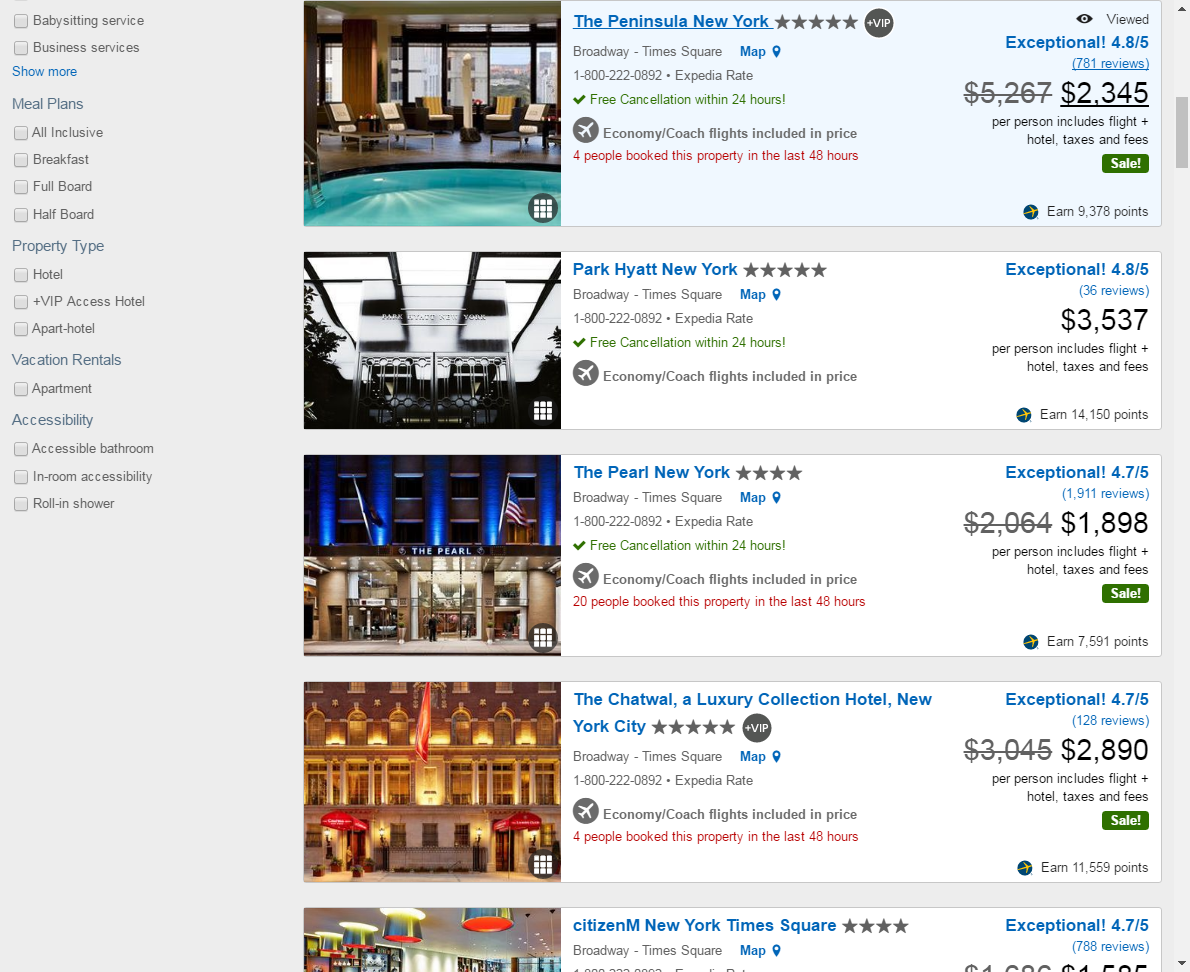 Babysitting service
Business services
Show more
Meal Plans
All Inclusive
Breakfast
Full Board
Half Board
Property Type
Hotel
+VIP Access Hotel
Apart-hotel
Vacation Rentals
Apartment
Accessibility
Accessible bathroom
In-room accessibility
Roll-in shower
The Peninsula New York +VIP
Viewed
Broadway - Times Square Map
Exceptional! 4.8/5
(781 reviews)
1-800-222-0892 • Expedia Rate
$5,267 $2,345
Free Cancellation within 24 hours!
per person includes flight +
hotel, taxes and fees
Economy/Coach flights included in price
4 people booked this property in the last 48 hours
Sale!
Earn 9,378 points
PARK HYATT NEW YORK
Park Hyatt New York
Exceptional! 4.8/5
Broadway - Times Square Map
(36 reviews)
1-800-222-0892 • Expedia Rate
$3,537
Free Cancellation within 24 hours!
per person includes flight +
hotel, taxes and fees
Economy/Coach flights included in price
Earn 14,150 points
THE PEARL
The Pearl New York
Exceptional! 4.7/5
Broadway - Times Square Map
(1,911 reviews)
1-800-222-0892 • Expedia Rate
$2,064 $1,898
Free Cancellation within 24 hours!
per person includes flight +
hotel, taxes and fees
Economy/Coach flights included in price
20 people booked this property in the last 48 hours
Sale!
Earn 7,591 points
The Chatwal, a Luxury Collection Hotel, New
York City +VIP
Exceptional! 4.7/5
(128 reviews)
Broadway - Times Square Map
$3,045 $2,890
1-800-222-0892 • Expedia Rate
per person includes flight +
hotel, taxes and fees
Economy/Coach flights included in price
4 people booked this property in the last 48 hours
Sale!
Earn 11,559 points
citizenM New York Times Square
Exceptional! 4.7/5
Broadway - Times Square Map
(788 reviews)